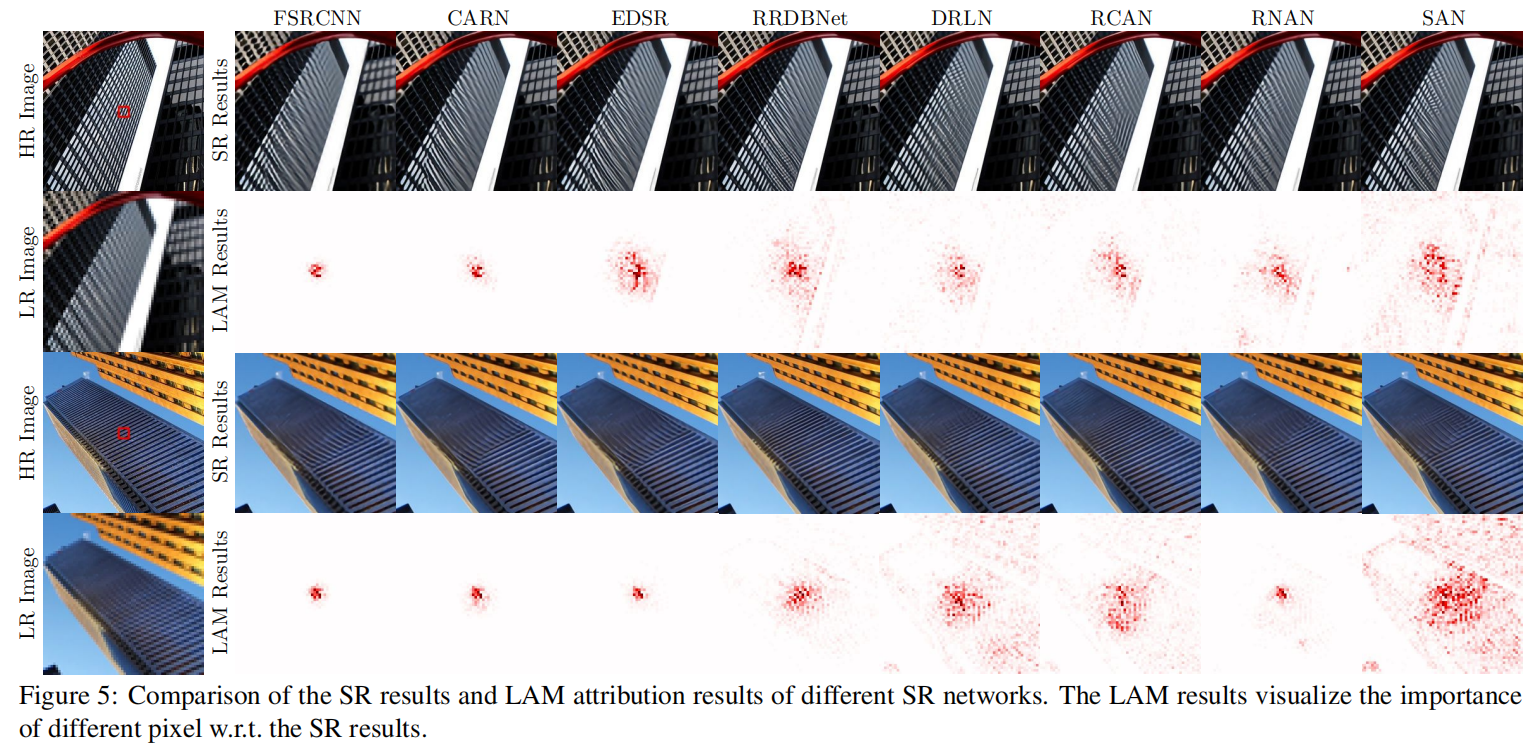 FSRCNN CARN EDSR RRDBNet DRLN RCAN RNAN SAN
HR Image
SR Results
LR Image
LAM Results
HR Image
SR Results
LR Image
LAM Results
Figure 5: Comparison of the SR results and LAM attribution results of different SR networks. The LAM results visualize the importance
of different pixel w.r.t. the SR results.